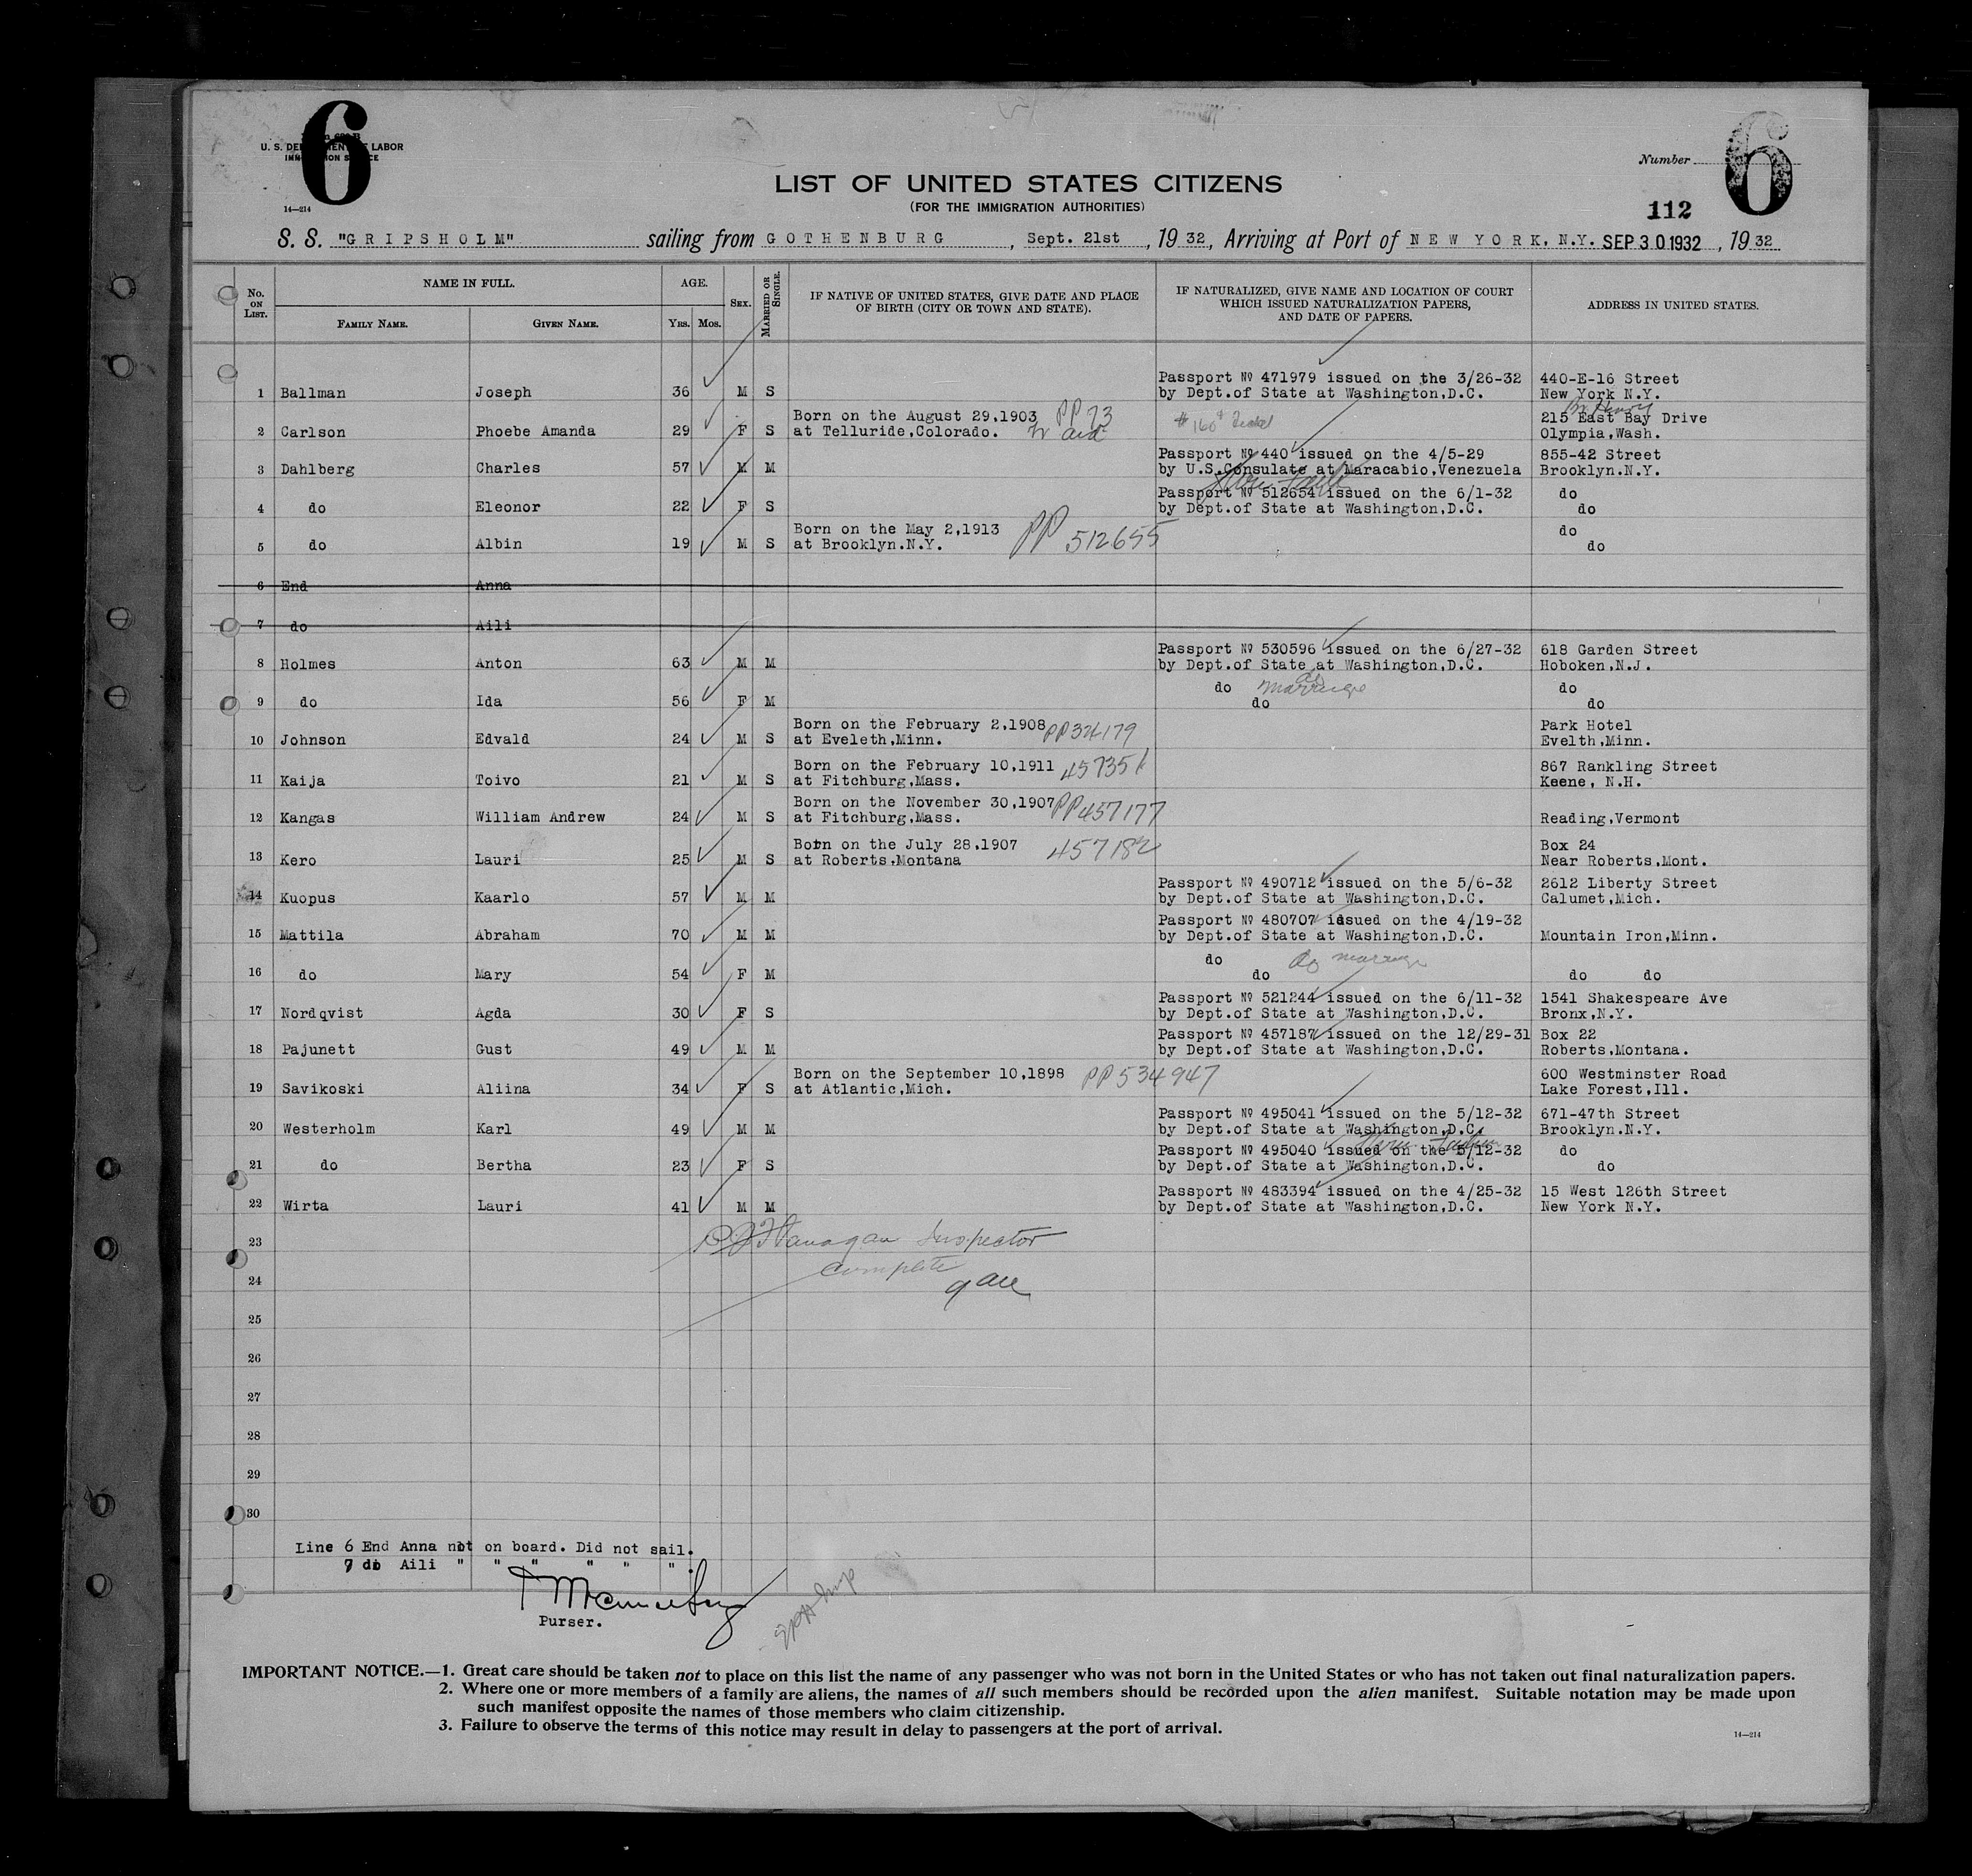 6
U. S. DEPARTMENT OF LABOR
IMMIGRATION SERVICE
14—214
Number
6
LIST OF UNITED STATES CITIZENS
(FOR THE IMMIGRATION AUTHORITIES)
112
S. S. "GRIPSHOLM" sailing from GOTHENBURG, Sept. 21st, 1932, Arriving at Port of NEW YORK. N.Y. SEP 30 1932, 1932
No. on List. NAME IN FULL. AGE. Sex. Married or Single. IF NATIVE OF UNITED STATES, GIVE DATE AND PLACE OF BIRTH (CITY OR TOWN AND STATE). IF NATURALIZED, GIVE NAME AND LOCATION OF COURT WHICH ISSUED NATURALIZATION PAPERS, AND DATE OF PAPERS. ADDRESS IN UNITED STATES.
Family Name. Given Name. Yrs. Mos.
Passport № 471979 issued on the 3/26-32 440-E-16 Street
1 Ballman Joseph 36 M S by Dept. of State at Washington,D.C. New York N.Y.
Born on the August 29.1903 PP 73 215 East Bay Drive
2 Carlson Phoebe Amanda 29 F S at Telluride,Colorado. Olympia,Wash.
Passport № 440 issued on the 4/5-29 855-42 Street
3 Dahlberg Charles 57 M M by U.S.Consulate at Maracabio,Venezuela Brooklyn.N.Y.
Passport № 512654 issued on the 6/1-32 do
4 do Eleonor 22 F S by Dept.of State at Washington,D.C. do
Born on the May 2,1913 PP 512655 do
5 do Albin 19 M S at Brooklyn.N.Y. do
6 End Anna
7 do Aili
Passport № 530596 issued on the 6/27-32 618 Garden Street
8 Holmes Anton 63 M M by Dept.of State at Washington,D.C. Hoboken,N.J.
do marriage do
9 do Ida 56 F M do do
Born on the February 2,1908 PP324179 Park Hotel
10 Johnson Edvald 24 M S at Eveleth,Minn. Evelth,Minn.
Born on the February 10,1911 457351 867 Rankling Street
11 Kaija Toivo 21 M S at Fitchburg,Mass. Keene, N.H.
Born on the November 30,1907 PP457177
12 Kangas William Andrew 24 M S at Fitchburg,Mass. Reading,Vermont
Born on the July 28,1907 457182 Box 24
13 Kero Lauri 25 M S at Roberts,Montana Near Roberts,Mont.
Passport № 490712 issued on the 5/6-32 2612 Liberty Street
14 Kuopus Kaarlo 57 M M by Dept.of State at Washington,D.C. Calumet,Mich.
Passport № 480707 issued on the 4/19-32
15 Mattila Abraham 70 M M by Dept.of State at Washington,D.C. Mountain Iron,Minn.
do do marriage
16 do Mary 54 F M do do do
Passport № 521244 issued on the 6/11-32 1541 Shakespeare Ave
17 Nordqvist Agda 30 F S by Dept.of State at Washington,D.C. Bronx,N.Y.
Passport № 457187 issued on the 12/29-31 Box 22
18 Pajunett Gust 49 M M by Dept.of State at Washington,D.C. Roberts,Montana.
Born on the September 10,1898 PP534947 600 Westminster Road
19 Savikoski Aliina 34 F S at Atlantic,Mich. Lake Forest,Ill.
Passport № 495041 issued on the 5/12-32 671-47th Street
20 Westerholm Karl 49 M M by Dept.of State at Washington,D.C. Brooklyn.N.Y.
Passport № 495040 issued on the 5/12-32 do
21 do Bertha 23 F S by Dept.of State at Washington,D.C. do
Passport № 483394 issued on the 4/25-32 15 West 126th Street
22 Wirta Lauri 41 M M by Dept.of State at Washington,D.C. New York N.Y.
23 Flanagan Inspector
complete
24
25
26
27
28
29
30
Line 6 End Anna not on board. Did not sail.
7 do Aili " " " " " " .
Purser.
IMPORTANT NOTICE.—1. Great care should be taken not to place on this list the name of any passenger who was not born in the United States or who has not taken out final naturalization papers.
2. Where one or more members of a family are aliens, the names of all such members should be recorded upon the alien manifest. Suitable notation may be made upon
such manifest opposite the names of those members who claim citizenship.
3. Failure to observe the terms of this notice may result in delay to passengers at the port of arrival.
14—214